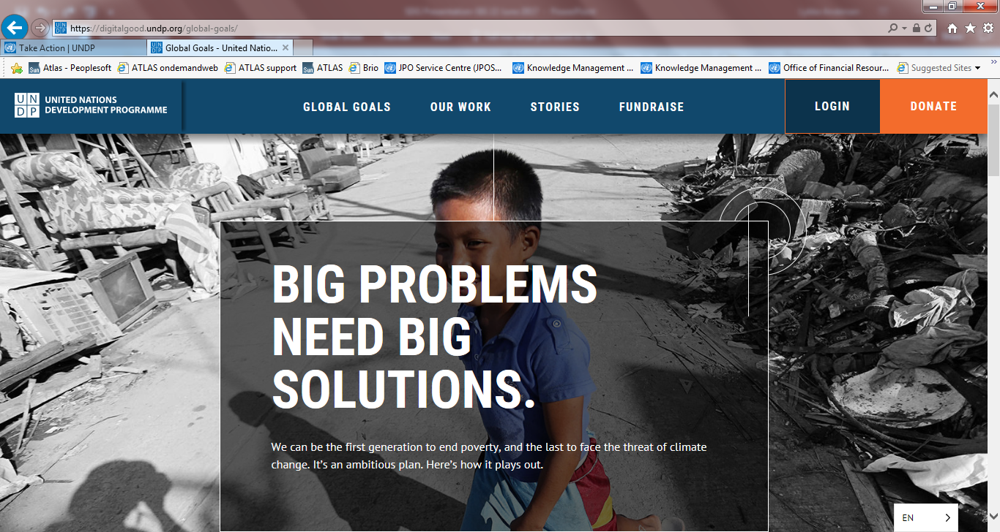 https://digitalgood.undp.org/global-goals/
Take Action | UNDP
Global Goals - United Natio...
Atlas - Peoplesoft
ATLAS ondemandweb
ATLAS support
ATLAS
Brio
JPO Service Centre (JPOS...
Knowledge Management ...
Knowledge Management ...
Office of Financial Resour...
Suggested Sites
U N
D P
UNITED NATIONS
DEVELOPMENT PROGRAMME
GLOBAL GOALS
OUR WORK
STORIES
FUNDRAISE
LOGIN
DONATE
BIG PROBLEMS
NEED BIG
SOLUTIONS.
We can be the first generation to end poverty, and the last to face the threat of climate
change. It’s an ambitious plan. Here’s how it plays out.
EN